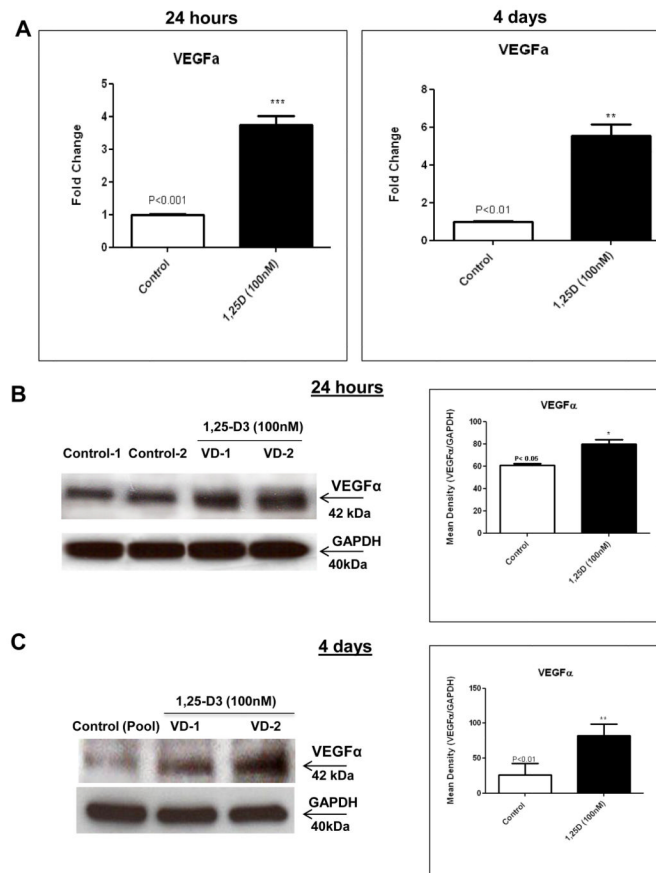 A
24 hours
VEGFa
Fold Change
5
4
3
2
1
0
P<0.001
***
Control
1,25D (100nM)
4 days
VEGFa
Fold Change
8
6
4
2
0
P<0.01
**
Control
1,25D (100nM)
B
24 hours
1,25-D3 (100nM)
Control-1 Control-2 VD-1 VD-2
VEGFα
42 kDa
GAPDH
40kDa
VEGFα
Mean Density (VEGFα/GAPDH)
100
80
60
40
20
0
P< 0.05
*
Control
1,25D (100nM)
C
4 days
1,25-D3 (100nM)
Control (Pool) VD-1 VD-2
VEGFα
42 kDa
GAPDH
40kDa
VEGFα
Mean Density (VEGFα/GAPDH)
150
100
50
0
P<0.01
**
Control
1,25D (100nM)